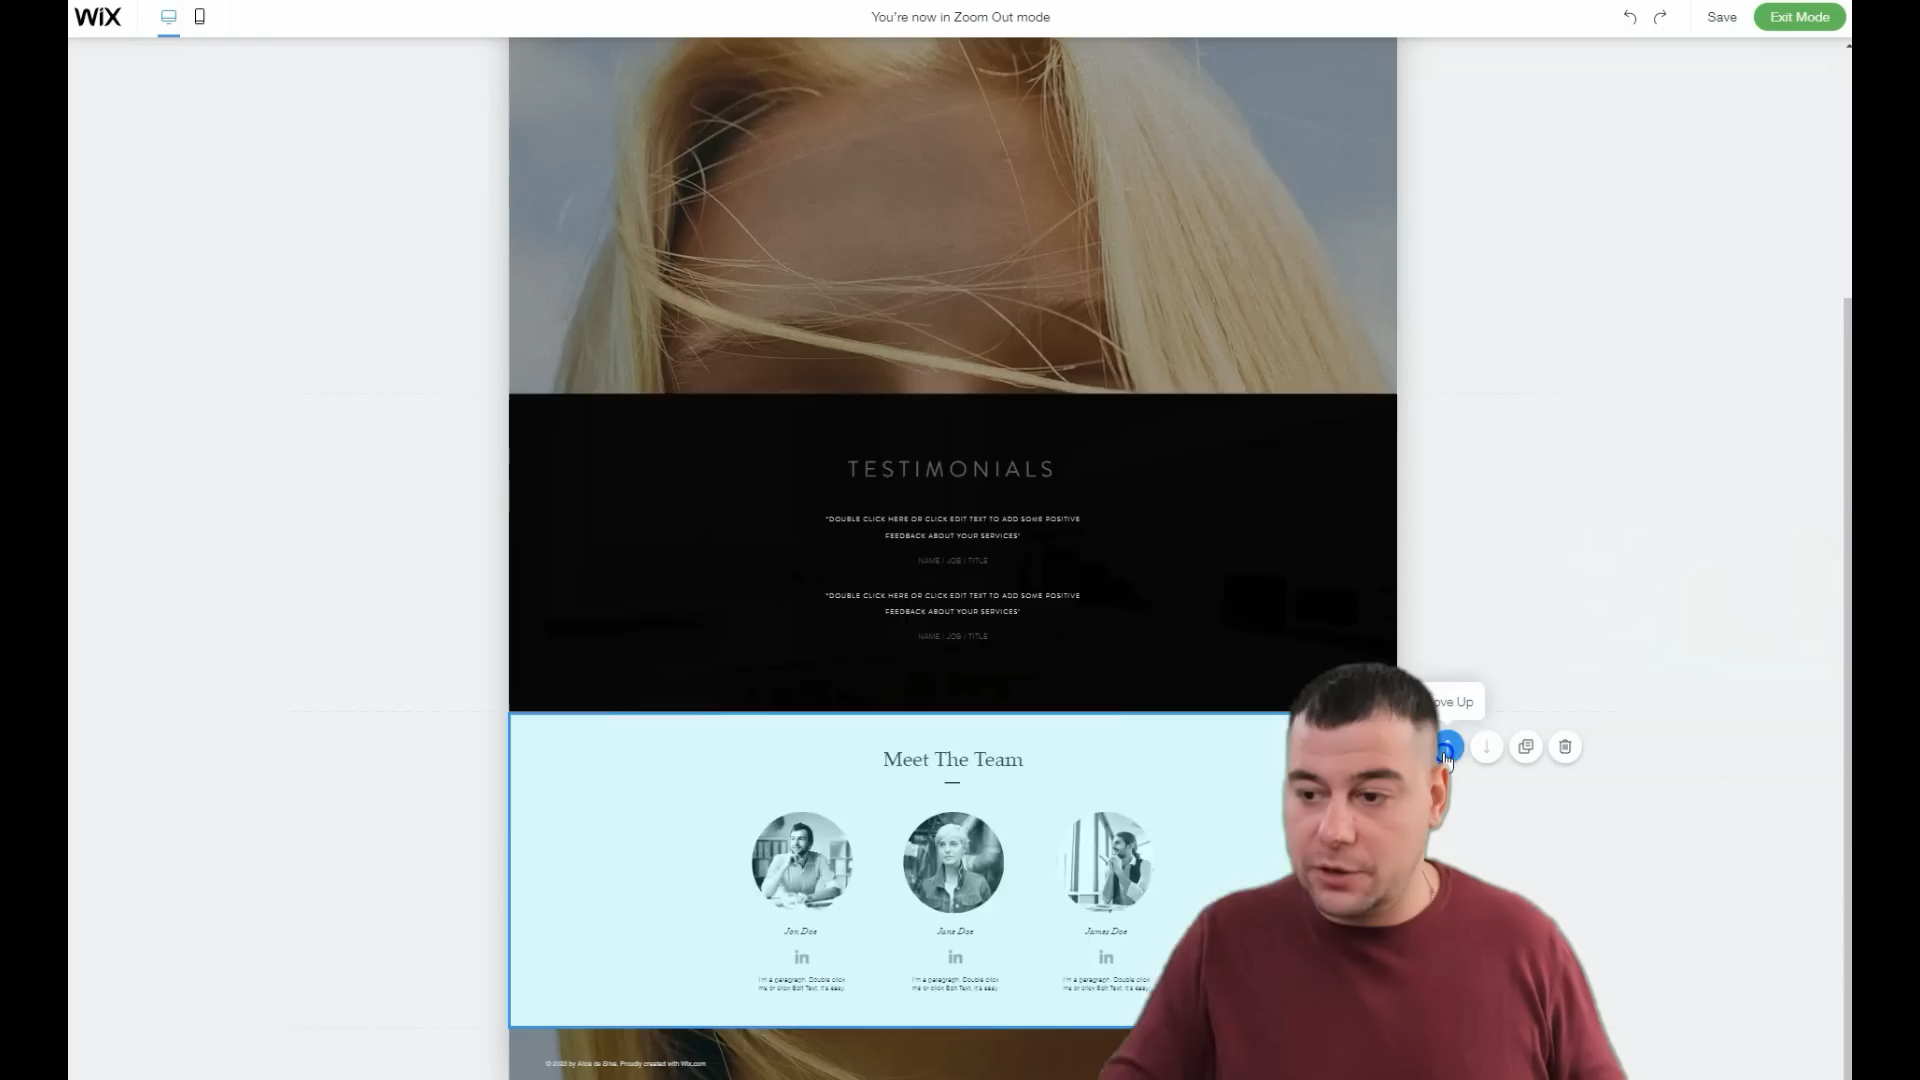 WiX
You're now in Zoom Out mode
Save
Exit Mode
TESTIMONIALS
"DOUBLE CLICK HERE OR CLICK EDIT TEXT TO ADD SOME POSITIVE
FEEDBACK ABOUT YOUR SERVICES"
NAME / JOB / TITLE
"DOUBLE CLICK HERE OR CLICK EDIT TEXT TO ADD SOME POSITIVE
FEEDBACK ABOUT YOUR SERVICES"
NAME / JOB / TITLE
ove Up
Meet The Team
Jon Doe
Jane Doe
James Doe
in
in
in
I'm a paragraph. Double click
me or click Edit Text, it's easy.
I'm a paragraph. Double click
me or click Edit Text, it's easy.
I'm a paragraph. Double click
me or click Edit Text, it's easy.
© 2023 by Alice de Silva. Proudly created with Wix.com